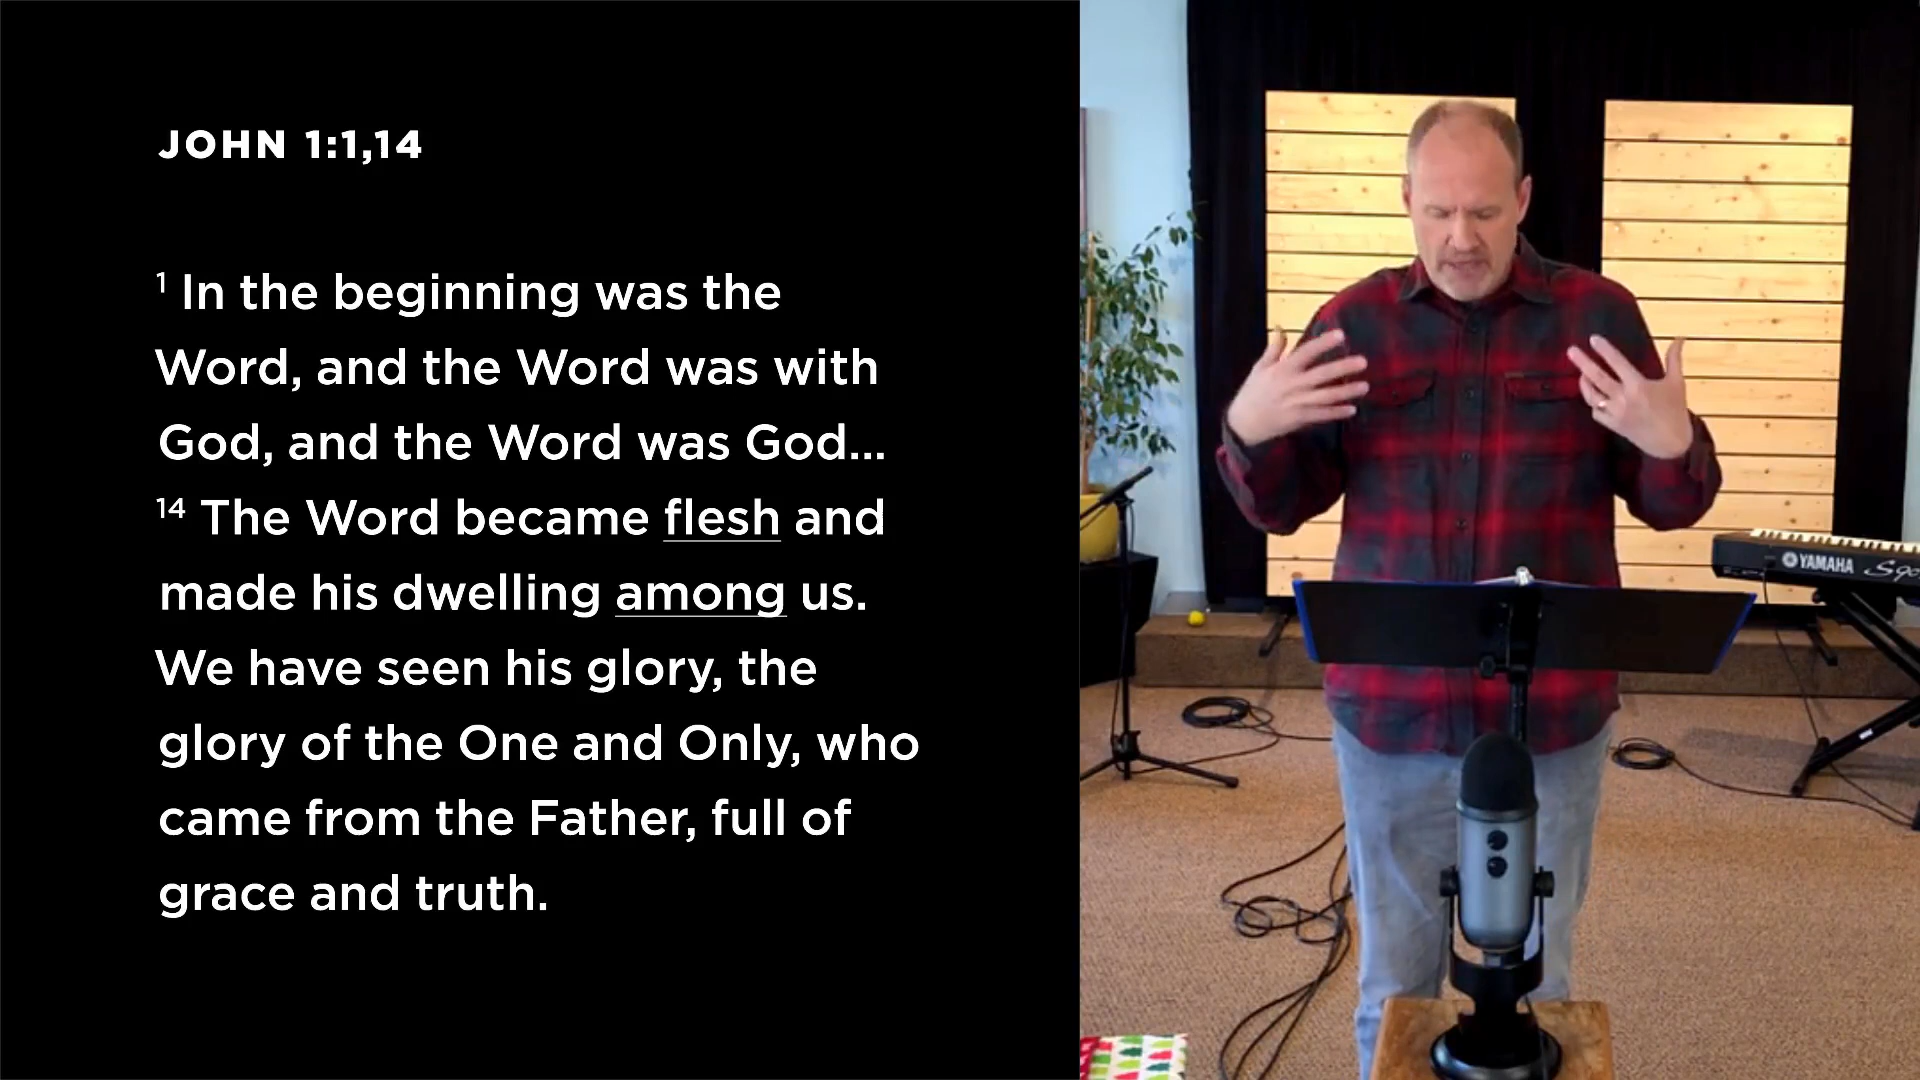 JOHN 1:1,14
1 In the beginning was the
Word, and the Word was with
God, and the Word was God...
14 The Word became flesh and
made his dwelling among us.
We have seen his glory, the
glory of the One and Only, who
came from the Father, full of
grace and truth.
YAMAHA S90